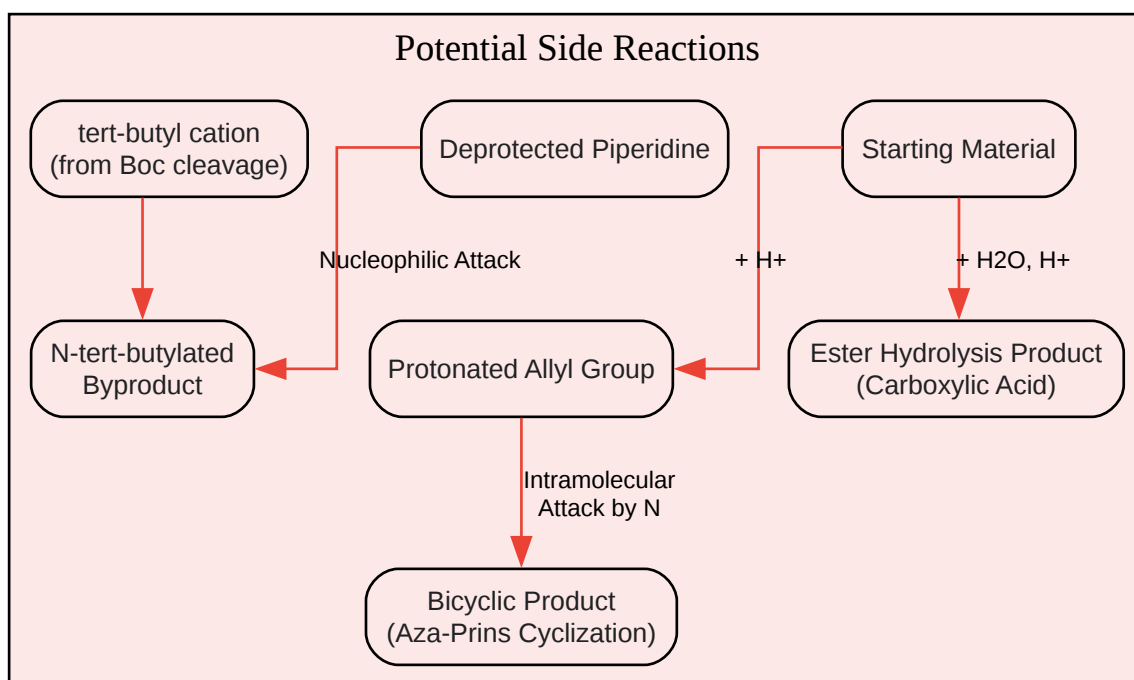 Potential Side Reactions
tert-butyl cation
(from Boc cleavage)
Deprotected Piperidine
Starting Material
Nucleophilic Attack
+ H+
+ H2O, H+
N-tert-butylated
Byproduct
Protonated Allyl Group
Ester Hydrolysis Product
(Carboxylic Acid)
Intramolecular
Attack by N
Bicyclic Product
(Aza-Prins Cyclization)